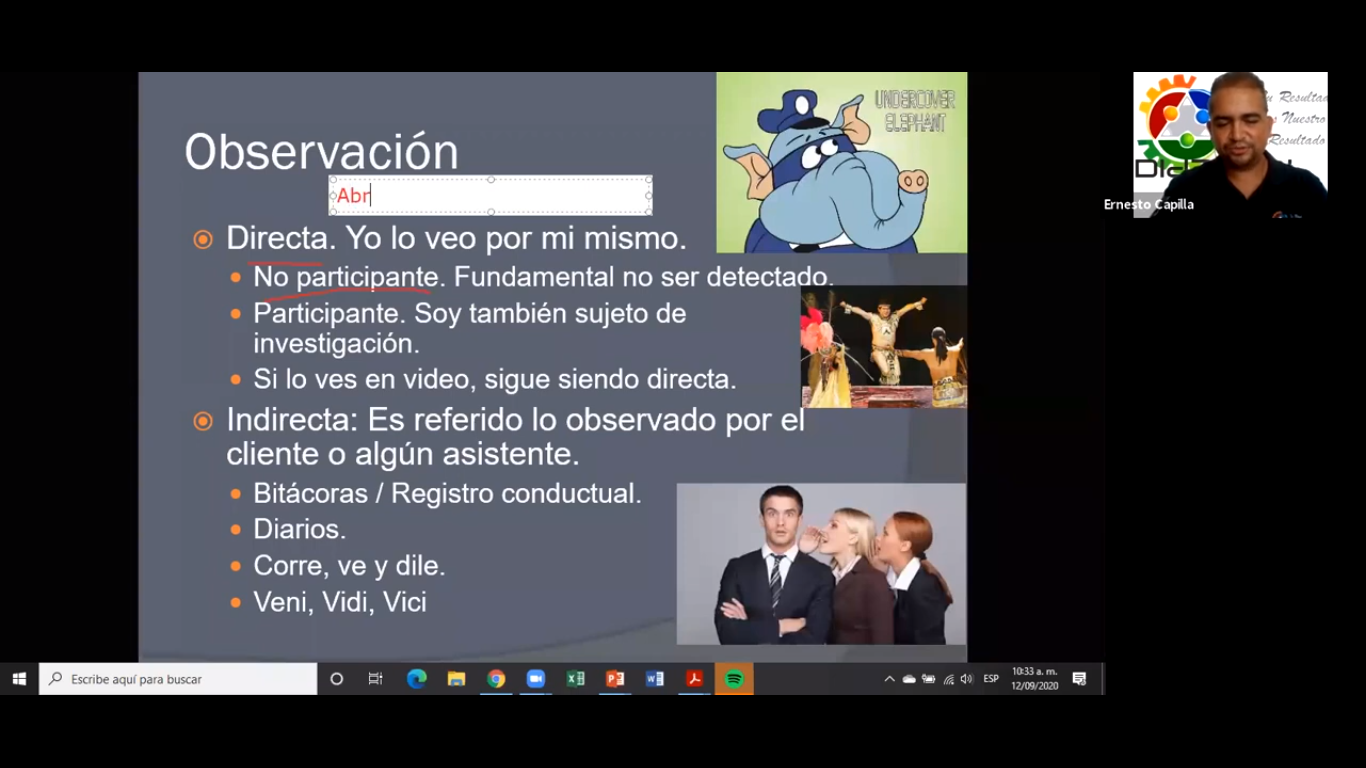 Observación
Abr
Directa. Yo lo veo por mi mismo.
No participante. Fundamental no ser detectado.
Participante. Soy también sujeto de
investigación.
Si lo ves en video, sigue siendo directa.
Indirecta: Es referido lo observado por el
cliente o algún asistente.
Bitácoras / Registro conductual.
Diarios.
Corre, ve y dile.
Veni, Vidi, Vici
UNDERCOVER
ELEPHANT
Resultad
Nuestro
Resultado
Ernesto Capilla
Escribe aquí para buscar
ESP
10:33 a. m.
12/09/2020